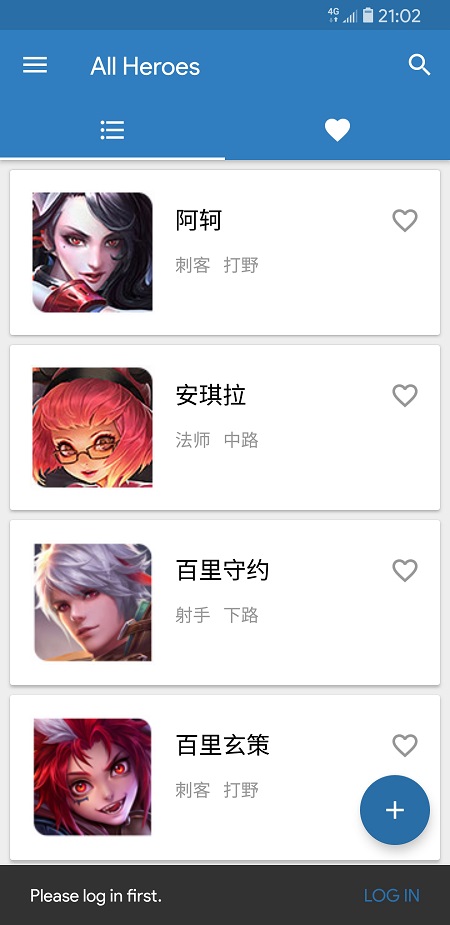 4G 21:02
All Heroes
阿轲
刺客 打野
安琪拉
法师 中路
百里守约
射手 下路
百里玄策
刺客 打野
Please log in first. LOG IN